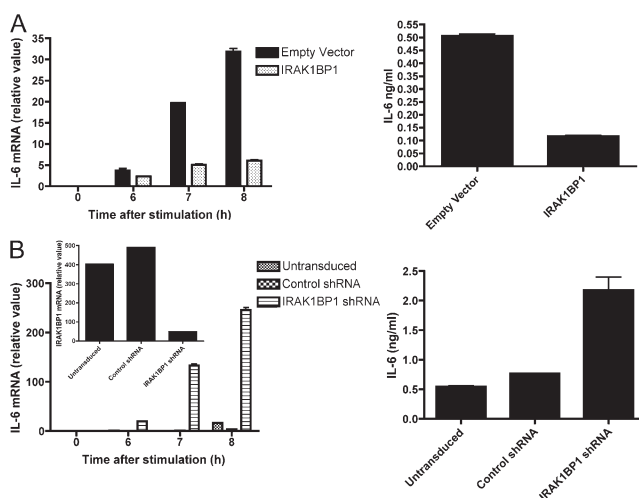 A
IL-6 mRNA (relative value)
35
30
25
20
15
10
5
0
0
6
7
8
Time after stimulation (h)
Empty Vector
IRAK1BP1
IL-6 ng/ml
0.55
0.50
0.45
0.40
0.35
0.30
0.25
0.20
0.15
0.10
0.05
0.00
Empty Vector
IRAK1BP1
B
IL-6 mRNA (relative value)
300
200
100
0
0
6
7
8
Time after stimulation (h)
IRAK1BP1 mRNA (relative value)
500
400
300
200
100
0
Untransduced
Control shRNA
IRAK1BP1 shRNA
Untransduced
Control shRNA
IRAK1BP1 shRNA
IL-6 (ng/ml)
2.5
2.0
1.5
1.0
0.5
0.0
Untransduced
Control shRNA
IRAK1BP1 shRNA